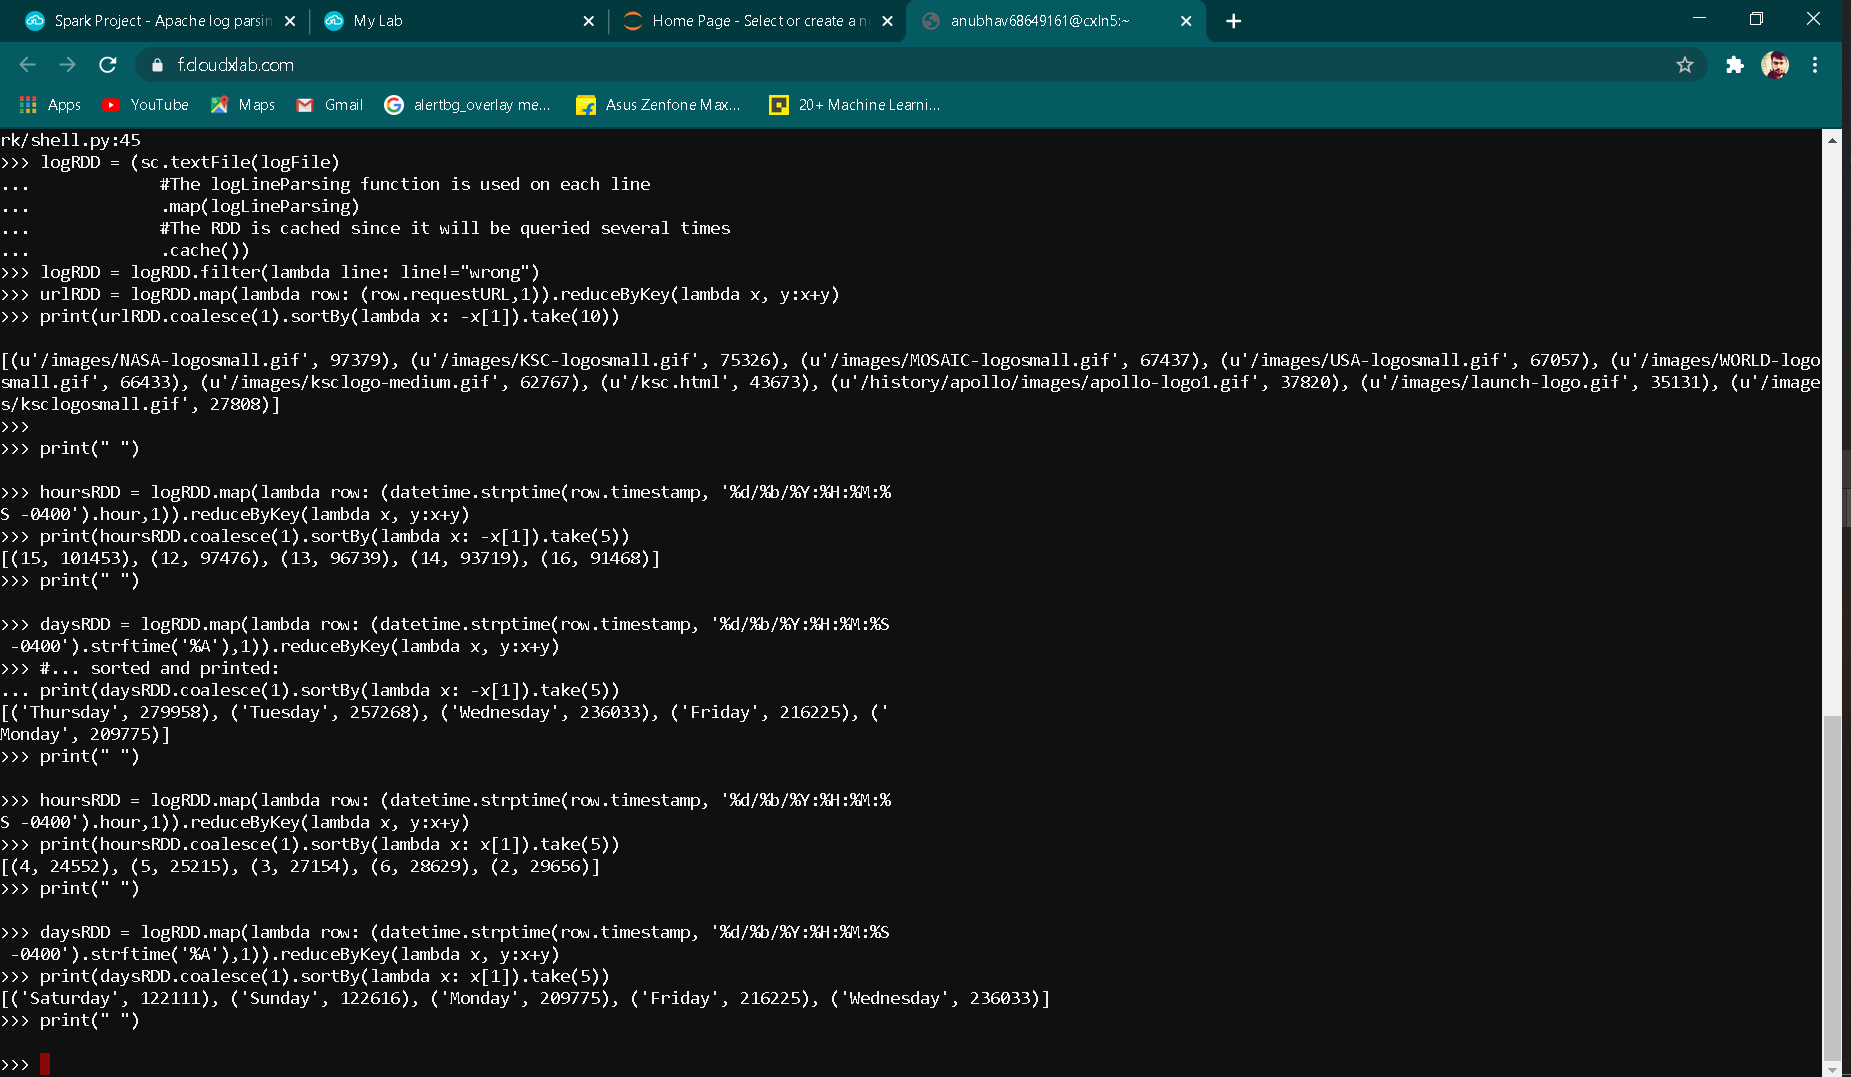 Spark Project - Apache log parsin
My Lab
Home Page - Select or create a n
anubhav68649161@cxln5:~
f.cloudxlab.com
Apps YouTube Maps Gmail alertbg_overlay me... Asus Zenfone Max... 20+ Machine Learni...
rk/shell.py:45
>>> logRDD = (sc.textFile(logFile)
...             #The logLineParsing function is used on each line
...             .map(logLineParsing)
...             #The RDD is cached since it will be queried several times
...             .cache())
>>> logRDD = logRDD.filter(lambda line: line!="wrong")
>>> urlRDD = logRDD.map(lambda row: (row.requestURL,1)).reduceByKey(lambda x, y:x+y)
>>> print(urlRDD.coalesce(1).sortBy(lambda x: -x[1]).take(10))
[(u'/images/NASA-logosmall.gif', 97379), (u'/images/KSC-logosmall.gif', 75326), (u'/images/MOSAIC-logosmall.gif', 67437), (u'/images/USA-logosmall.gif', 67057), (u'/images/WORLD-logo
small.gif', 66433), (u'/images/ksclogo-medium.gif', 62767), (u'/ksc.html', 43673), (u'/history/apollo/images/apollo-logo1.gif', 37820), (u'/images/launch-logo.gif', 35131), (u'/image
s/ksclogosmall.gif', 27808)]
>>>
>>> print(" ")
>>> hoursRDD = logRDD.map(lambda row: (datetime.strptime(row.timestamp, '%d/%b/%Y:%H:%M:%
S -0400').hour,1)).reduceByKey(lambda x, y:x+y)
>>> print(hoursRDD.coalesce(1).sortBy(lambda x: -x[1]).take(5))
[(15, 101453), (12, 97476), (13, 96739), (14, 93719), (16, 91468)]
>>> print(" ")
>>> daysRDD = logRDD.map(lambda row: (datetime.strptime(row.timestamp, '%d/%b/%Y:%H:%M:%S
 -0400').strftime('%A'),1)).reduceByKey(lambda x, y:x+y)
>>> #... sorted and printed:
... print(daysRDD.coalesce(1).sortBy(lambda x: -x[1]).take(5))
[('Thursday', 279958), ('Tuesday', 257268), ('Wednesday', 236033), ('Friday', 216225), ('
Monday', 209775)]
>>> print(" ")
>>> hoursRDD = logRDD.map(lambda row: (datetime.strptime(row.timestamp, '%d/%b/%Y:%H:%M:%
S -0400').hour,1)).reduceByKey(lambda x, y:x+y)
>>> print(hoursRDD.coalesce(1).sortBy(lambda x: x[1]).take(5))
[(4, 24552), (5, 25215), (3, 27154), (6, 28629), (2, 29656)]
>>> print(" ")
>>> daysRDD = logRDD.map(lambda row: (datetime.strptime(row.timestamp, '%d/%b/%Y:%H:%M:%S
 -0400').strftime('%A'),1)).reduceByKey(lambda x, y:x+y)
>>> print(daysRDD.coalesce(1).sortBy(lambda x: x[1]).take(5))
[('Saturday', 122111), ('Sunday', 122616), ('Monday', 209775), ('Friday', 216225), ('Wednesday', 236033)]
>>> print(" ")
>>>